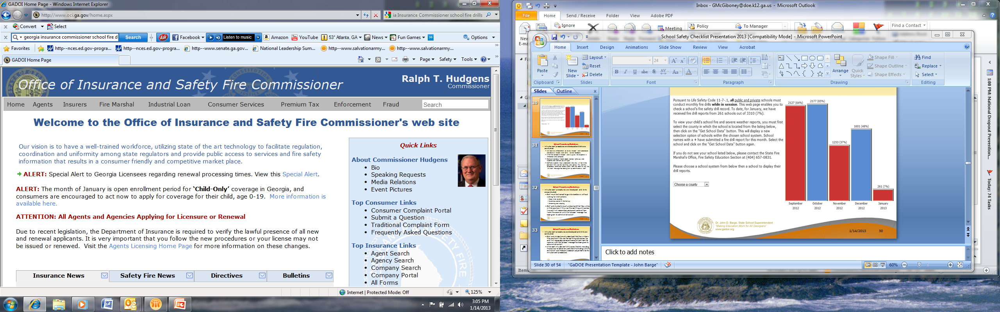 GADOI Home Page - Windows Internet Explorer
http://www.oci.ga.gov/home.aspx
ia Insurance Commissioner school fire drills
x Convert Select
x georgia insurance commissioner school fire d Search Ask Facebook Listen to music Amazon YouTube 53° Atlanta, GA News Fun Games Options
Favorites http--nces.ed.gov-progra... http--nces.ed.gov-progra... http--www.senate.ga.gov... National Leadership Sum... http--www.salvationarmy... http--www.salvationarmy...
GADOI Home Page Page Safety Tools
Office of Insurance and Safety Fire Commissioner
Ralph T. Hudgens
Commissioner
Home Agents Insurers Fire Marshal Industrial Loan Consumer Services Premium Tax Enforcement Fraud Search
Welcome to the Office of Insurance and Safety Fire Commissioner's web site
Our vision is to have a well-trained workforce, utilizing state of the art technology to facilitate regulation,
coordination and uniformity among state regulators and provide public access to services and fire safety
information that results in a consumer friendly and competitive market place.
ALERT: Special Alert to Georgia Licensees regarding renewal processing times. View this Special Alert.
ALERT: The month of January is open enrollment period for ‘Child-Only’ coverage in Georgia, and
consumers are encouraged to act now to apply for coverage for their child, age 0-19. More information is
available here.
ATTENTION: All Agents and Agencies Applying for Licensure or Renewal
Due to recent legislation, the Department of Insurance is required to verify the lawful presence of all new
and renewal applicants. It is very important that you follow the new procedures or your license may not
be issued or renewed. Visit the Agents Licensing Home Page for more information on these changes.
Insurance News Safety Fire News Directives Bulletins
Quick Links
About Commissioner Hudgens
• Bio
• Speaking Requests
• Media Relations
• Event Pictures
Top Consumer Links
• Consumer Complaint Portal
• Submit a Question
• Traditional Complaint Form
• Frequently Asked Questions
Top Insurance Links
• Agent Search
• Agency Search
• Company Search
• Company Portal
• All Forms
Internet | Protected Mode: Off 125%
3:05 PM
1/14/2013
Inbox - GMcGiboney@doe.k12.ga.us - Microsoft Outlook
File Home Send / Receive Folder View Adobe PDF
Ignore
Meeting
Policy To Manager
Find a Contact
New
E-ma
School Safety Checklist Presentation 2013 [Compatibility Mode] - Microsoft PowerPoint
Home Insert Design Animations Slide Show Review View Acrobat
Paste
New
Slide
Layout
Reset
Delete
24
B I U abc S AV Aa A
Arrange
Quick
Styles
Shape Fill
Shape Outline
Shape Effects
Find
Replace
Select
Clipboard Slides Font Paragraph Drawing Editing
Slides Outline x
30
31
32
33
Pursuant to Life Safety Code 11-7-.1, all public and private schools must
conduct monthly fire drills while in session. This web page enables you to
check a school's fire safety drill record. To date, for January, we have
received fire drill reports from 261 schools out of 3310 (7%).
To view your child's school fire and severe weather reports, you must first
select the county in which the school is located from the listing below,
then click on the "Get School Data" button. This will display a new
selection option of schools within the chosen school system. School
names with a + have submitted a fire drill report for this month. Select the
school and click on the "Get School Data" button again.
If you do not see your school listed below, please contact the State Fire
Marshal's Office, Fire Safety Education Section at (404) 657-0831.
Please choose a school system from below then a school to display their
drill reports.
Choose a county
2127 (64%)
2177 (65%)
1253 (37%)
1601 (48%)
261 (7%)
September October November December January
2012 2012 2012 2012 2013
Dr. John D. Barge, State School Superintendent
"Making Education Work for All Georgians"
www.gadoe.org
1/14/2013 30
Click to add notes
Slide 30 of 54 "GaDOE Presentation Template - John Barge" 60%
Items
1:00 PM: National Dropout Prevention...
Today: 74 Tasks